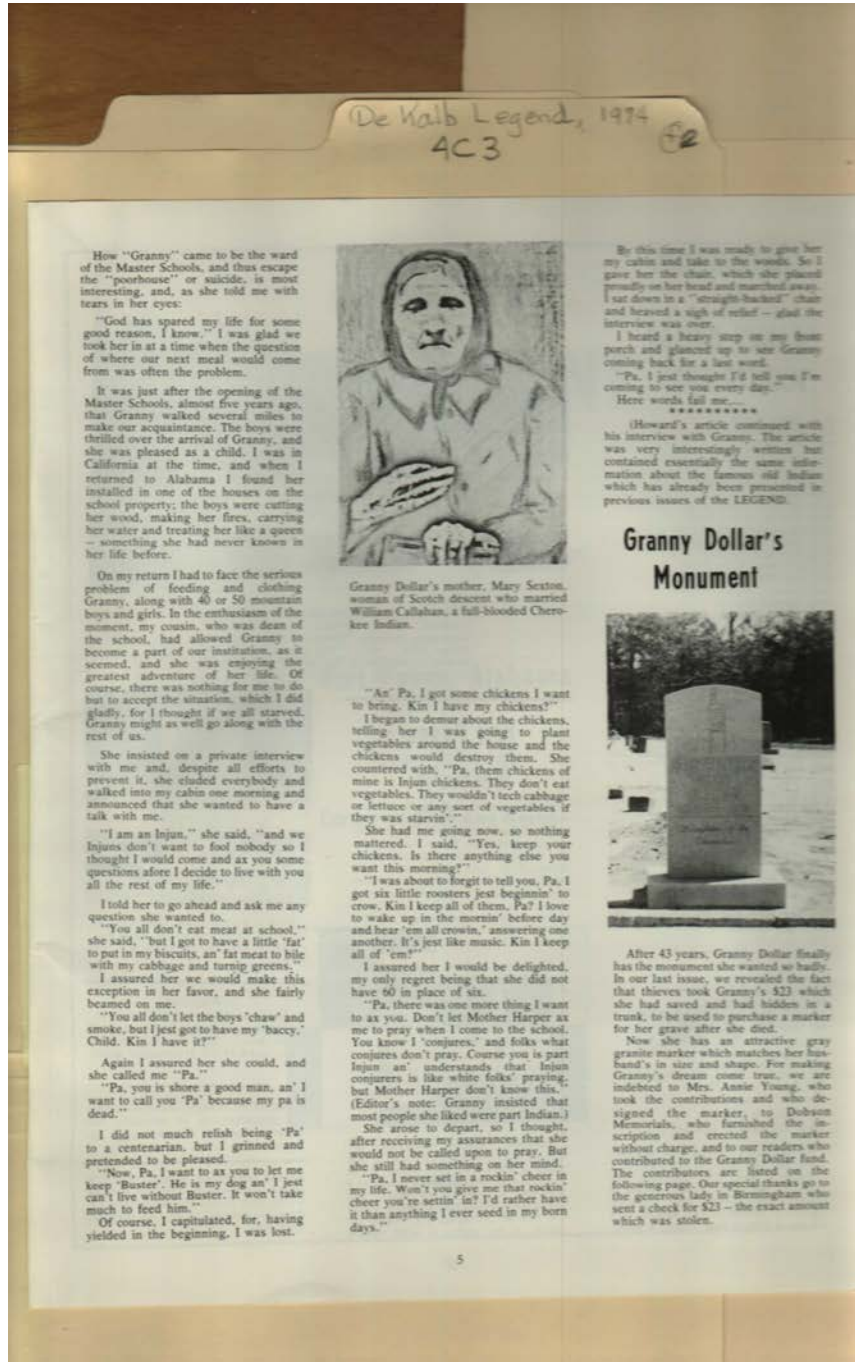 De Kalb Legend, 1974
4C3
How "Granny" came to be the ward
of the Master Schools, and thus escape
the "poorhouse" or suicide, is most
interesting, and, as she told me with
tears in her eyes:
"God has spared my life for some
good reason, I know." I was glad we
took her in at a time when the question
of where our next meal would come
from was often the problem.
It was just after the opening of the
Master Schools, almost five years ago,
that Granny walked several miles to
make our acquaintance. The boys were
thrilled over the arrival of Granny, and
she was pleased as a child. I was in
California at the time, and when I
returned to Alabama I found her
installed in one of the houses on the
school property; the boys were cutting
her wood, making her fires, carrying
her water and treating her like a queen
– something she had never known in
her life before.
On my return I had to face the serious
problem of feeding and clothing
Granny, along with 40 or 50 mountain
boys and girls. In the enthusiasm of the
moment, my cousin, who was dean of
the school, had allowed Granny to
become a part of our institution, as it
seemed, and she was enjoying the
greatest adventure of her life. Of
course, there was nothing for me to do
but to accept the situation, which I did
gladly, for I thought if we all starved,
Granny might as well go along with the
rest of us.
She insisted on a private interview
with me and, despite all efforts to
prevent it, she eluded everybody and
walked into my cabin one morning and
announced that she wanted to have a
talk with me.
"I am an Injun," she said, "and we
Injuns don't want to fool nobody so I
thought I would come and ax you some
questions afore I decide to live with you
all the rest of my life."
I told her to go ahead and ask me any
question she wanted to.
"You all don't eat meat at school,"
she said, "but I got to have a little 'fat'
to put in my biscuits, an' fat meat to bile
with my cabbage and turnip greens."
I assured her we would make this
exception in her favor, and she fairly
beamed on me.
"You all don't let the boys 'chaw' and
smoke, but I jest got to have my 'baccy,'
Child. Kin I have it?"
Again I assured her she could, and
she called me "Pa."
"Pa, you is shore a good man, an' I
want to call you 'Pa' because my pa is
dead."
I did not much relish being 'Pa'
to a centenarian, but I grinned and
pretended to be pleased.
"Now, Pa, I want to ax you to let me
keep 'Buster'. He is my dog an' I jest
can't live without Buster. It won't take
much to feed him."
Of course, I capitulated, for, having
yielded in the beginning, I was lost.
Granny Dollar's mother, Mary Sexton,
woman of Scotch descent who married
William Callahan, a full-blooded Chero-
kee Indian.
"An' Pa, I got some chickens I want
to bring. Kin I have my chickens?"
I began to demur about the chickens,
telling her I was going to plant
vegetables around the house and the
chickens would destroy them. She
countered with, "Pa, them chickens of
mine is Injun chickens. They don't eat
vegetables. They wouldn't tech cabbage
or lettuce or any sort of vegetables if
they was starvin'."
She had me going now, so nothing
mattered. I said, "Yes, keep your
chickens. Is there anything else you
want this morning?"
"I was about to forgit to tell you, Pa, I
got six little roosters jest beginnin' to
crow. Kin I keep all of them, Pa? I love
to wake up in the mornin' before day
and hear 'em all crowin,' answering one
another. It's jest like music. Kin I keep
all of 'em?"
I assured her I would be delighted,
my only regret being that she did not
have 60 in place of six.
"Pa, there was one more thing I want
to ax you. Don't let Mother Harper ax
me to pray when I come to the school.
You know I 'conjures,' and folks what
conjures don't pray. Course you is part
Injun an' understands that Injun
conjurers is like white folks' praying,
but Mother Harper don't know this."
(Editor's note: Granny insisted that
most people she liked were part Indian.)
She arose to depart, so I thought,
after receiving my assurances that she
would not be called upon to pray. But
she still had something on her mind.
"Pa, I never set in a rockin' cheer in
my life. Won't you give me that rockin'
cheer you're settin' in? I'd rather have
it than anything I ever seed in my born
days."
By this time I was ready to give her
my cabin and take to the woods. So I
gave her the chair, which she placed
proudly on her head and marched away.
I sat down in a "straight-backed" chair
and heaved a sigh of relief – glad the
interview was over.
I heard a heavy step on my front
porch and glanced up to see Granny
coming back for a last word.
"Pa, I jest thought I'd tell you I'm
coming to see you every day."
Here words fail me....
**********
(Howard's article continued with
his interview with Granny. The article
was very interestingly written but
contained essentially the same infor-
mation about the famous old Indian
which has already been presented in
previous issues of the LEGEND.
Granny Dollar's
Monument
After 43 years, Granny Dollar finally
has the monument she wanted so badly.
In our last issue, we revealed the fact
that thieves took Granny's $23 which
she had saved and had hidden in a
trunk, to be used to purchase a marker
for her grave after she died.
Now she has an attractive gray
granite marker which matches her hus-
band's in size and shape. For making
Granny's dream come true, we are
indebted to Mrs. Annie Young, who
took the contributions and who de-
signed the marker, to Dobson
Memorials, who furnished the in-
scription and erected the marker
without charge, and to our readers who
contributed to the Granny Dollar fund.
The contributors are listed on the
following page. Our special thanks go to
the generous lady in Birmingham who
sent a check for $23 – the exact amount
which was stolen.
5